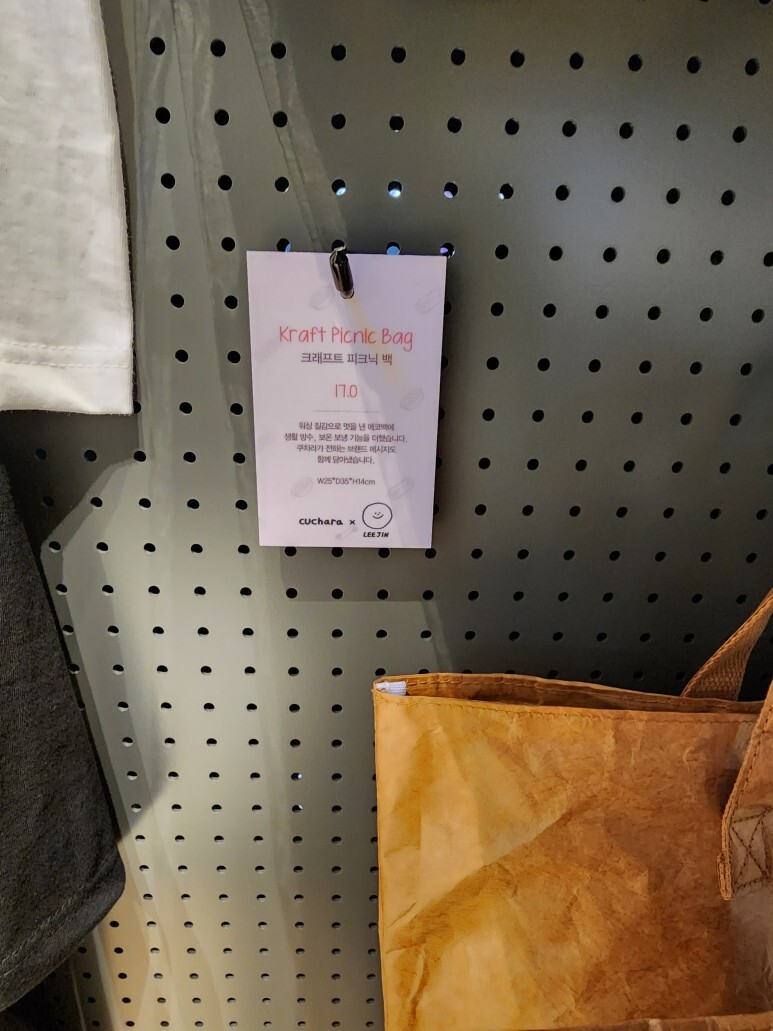 Kraft Picnic Bag
크래프트 피크닉 백
17.0
워싱 질감으로 멋을 낸 에코백에
생활 방수, 보온 보냉 기능을 더했습니다.
쿠차라가 전하는 브랜드 메시지도
함께 담아냈습니다.
W25*D35*H14cm
cuchara x
LEEJIN